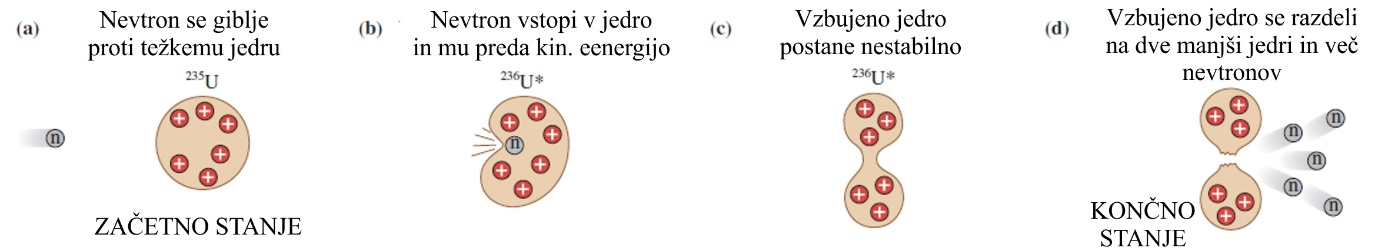 (a)
Nevtron se giblje
proti težkemu jedru
²³⁵U
n
ZAČETNO STANJE
(b)
Nevtron vstopi v jedro
in mu preda kin. eenergijo
²³⁶U*
n
(c)
Vzbujeno jedro
postane nestabilno
²³⁶U*
(d)
Vzbujeno jedro se razdeli
na dve manjši jedri in več
nevtronov
n
n
n
n
n
KONČNO
STANJE